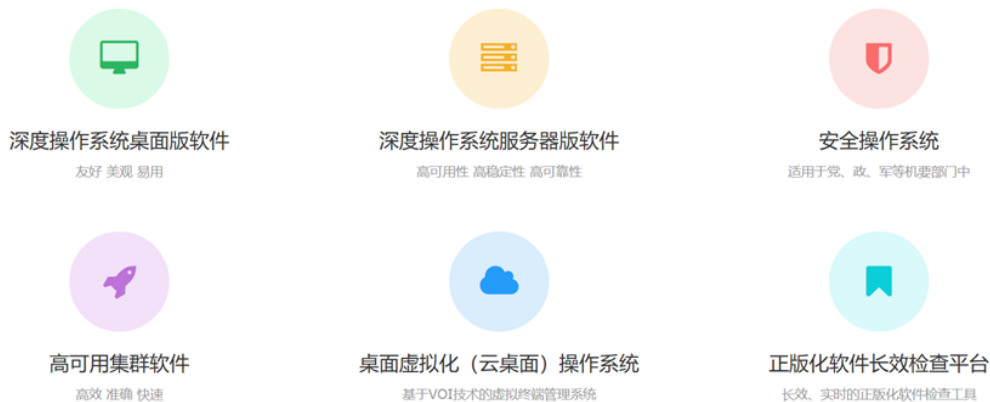 深度操作系统桌面版软件
友好 美观 易用
深度操作系统服务器版软件
高可用性 高稳定性 高可靠性
安全操作系统
适用于党、政、军等机要部门中
高可用集群软件
高效 准确 快速
桌面虚拟化（云桌面）操作系统
基于VOI技术的虚拟终端管理系统
正版化软件长效检查平台
长效、实时的正版化软件检查工具